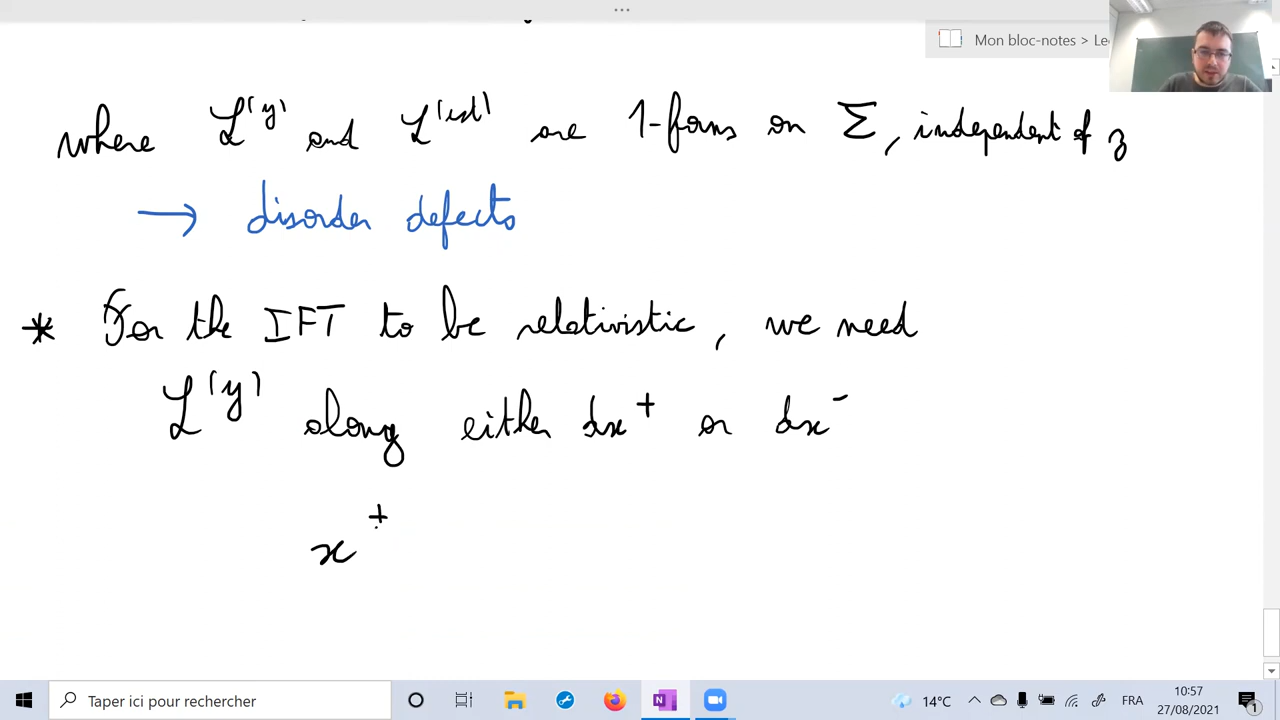 Mon bloc-notes > Le
where ℒ^(y) and ℒ^(est) are 1-forms on Σ, independent of z
→ disorder defects
* For the IFT to be relativistic, we need
ℒ^(y) along either dx⁺ or dx⁻
x ±
Taper ici pour rechercher
14°C
FRA
10:57
27/08/2021
1